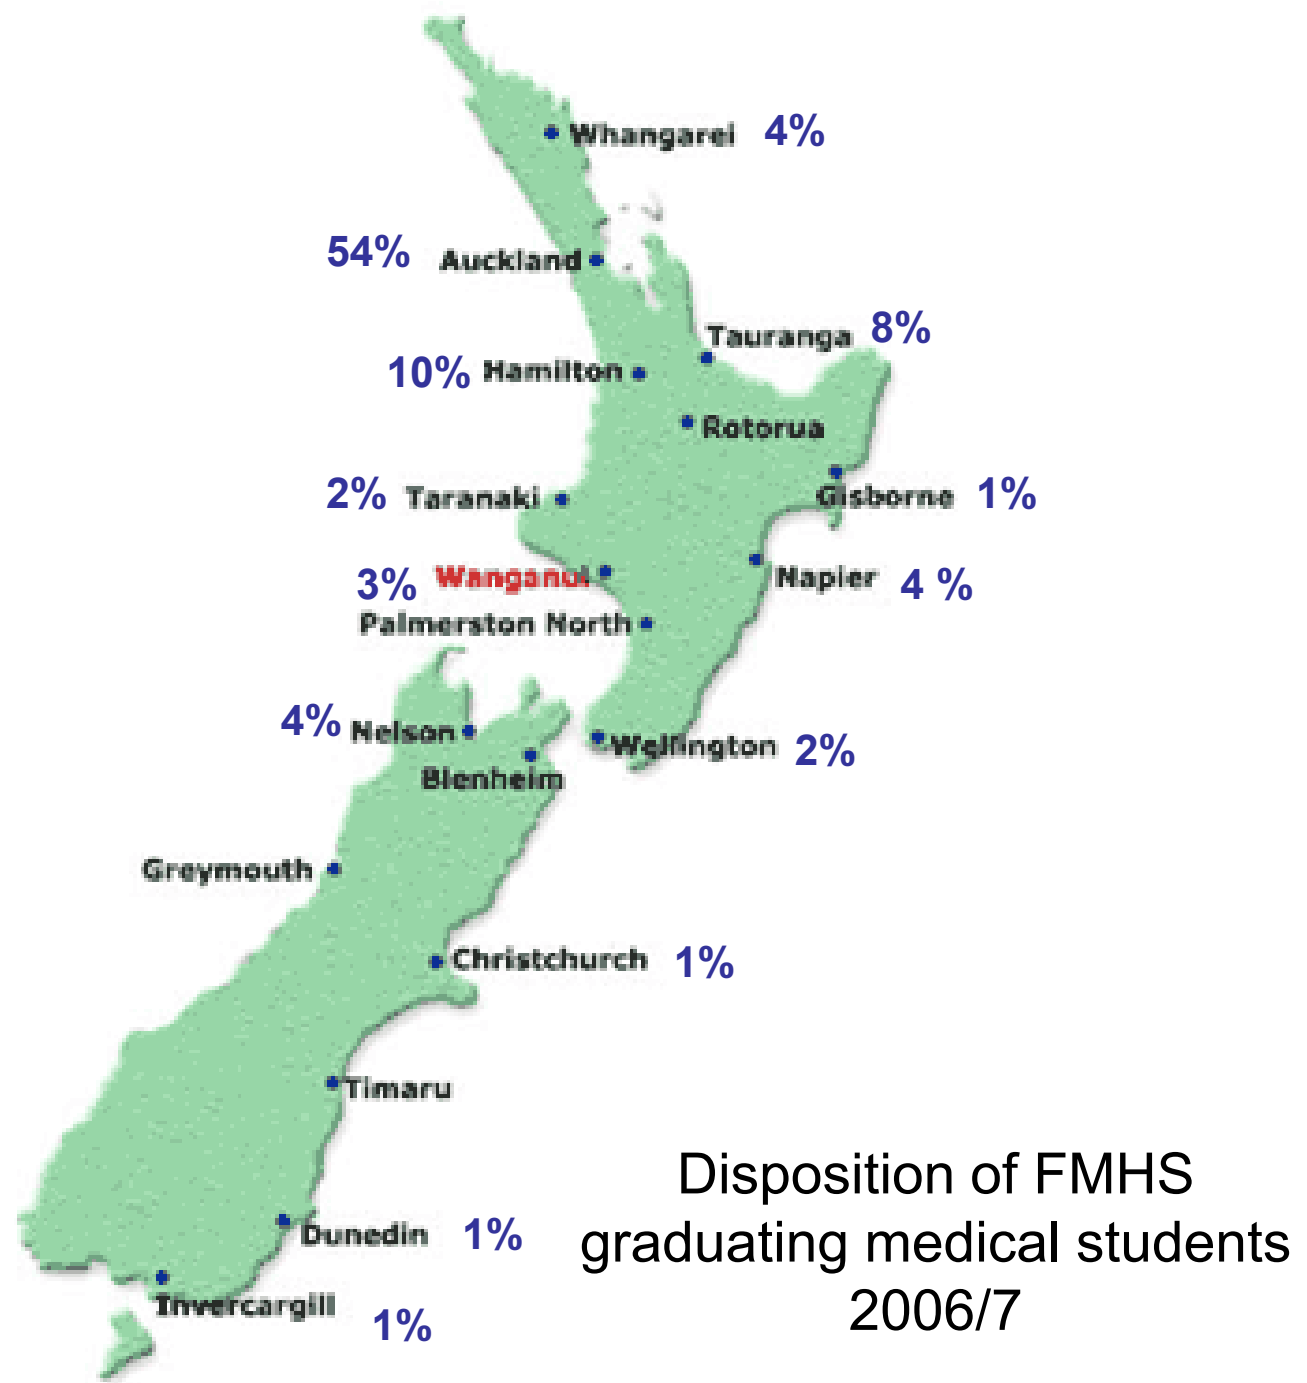 Whangarei 4%
54% Auckland
Tauranga 8%
10% Hamilton
Rotorua
2% Taranaki
Gisborne 1%
3% Wanganui
Napier 4 %
Palmerston North
4% Nelson
Wellington 2%
Blenheim
Greymouth
Christchurch 1%
Timaru
Dunedin 1%
Invercargill 1%
Disposition of FMHS
graduating medical students
2006/7